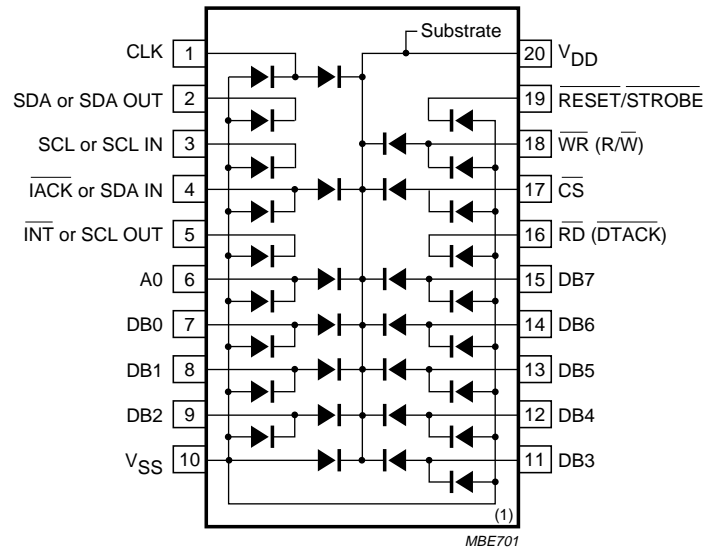 Substrate
CLK 1
SDA or SDA OUT 2
SCL or SCL IN 3
IACK or SDA IN 4
INT or SCL OUT 5
A0 6
DB0 7
DB1 8
DB2 9
VSS 10
20 VDD
19 RESET/STROBE
18 WR (R/W)
17 CS
16 RD (DTACK)
15 DB7
14 DB6
13 DB5
12 DB4
11 DB3
(1)
MBE701